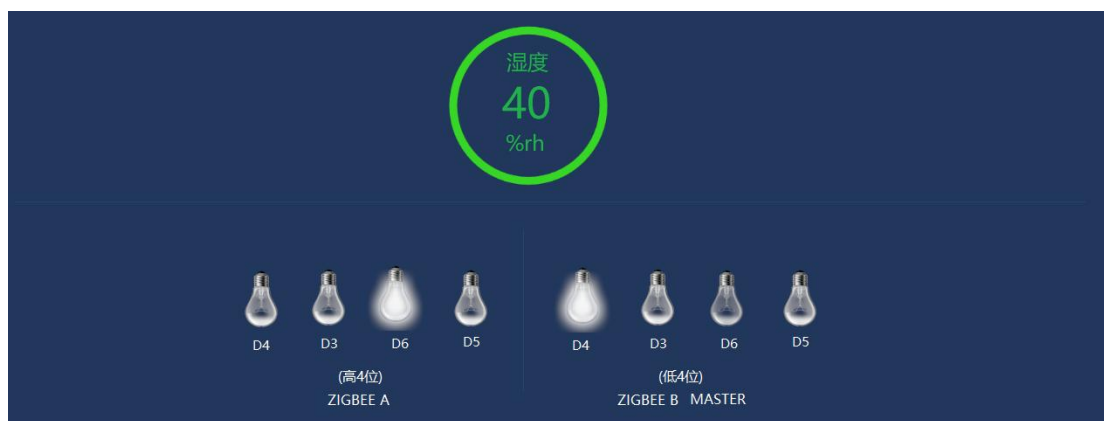 湿度
40
%rh
D4 D3 D6 D5 D4 D3 D6 D5
(高4位) (低4位)
ZIGBEE A ZIGBEE B MASTER